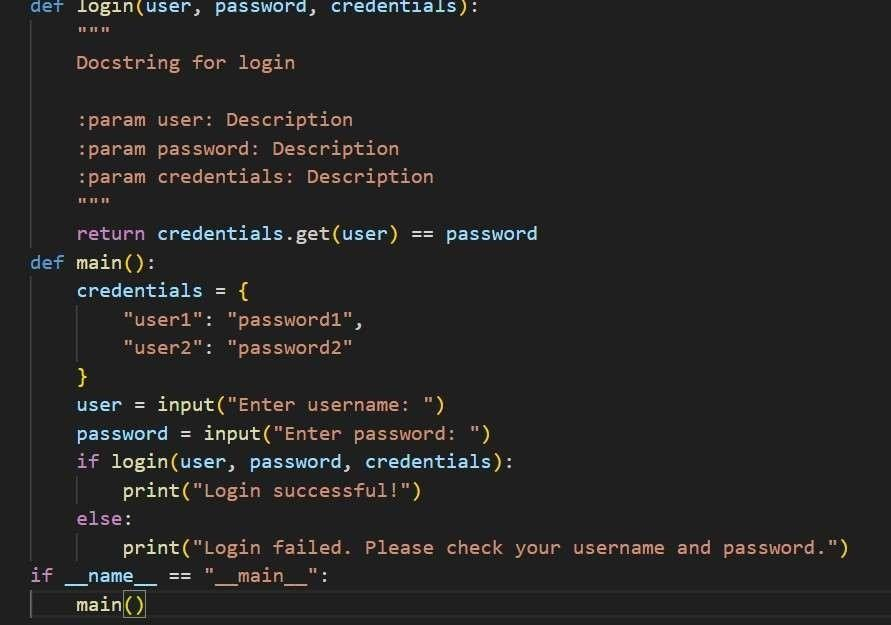 def login(user, password, credentials):
    """
    Docstring for login

    :param user: Description
    :param password: Description
    :param credentials: Description
    """
    return credentials.get(user) == password
def main():
    credentials = {
        "user1": "password1",
        "user2": "password2"
    }
    user = input("Enter username: ")
    password = input("Enter password: ")
    if login(user, password, credentials):
        print("Login successful!")
    else:
        print("Login failed. Please check your username and password.")
if __name__ == "__main__":
    main()